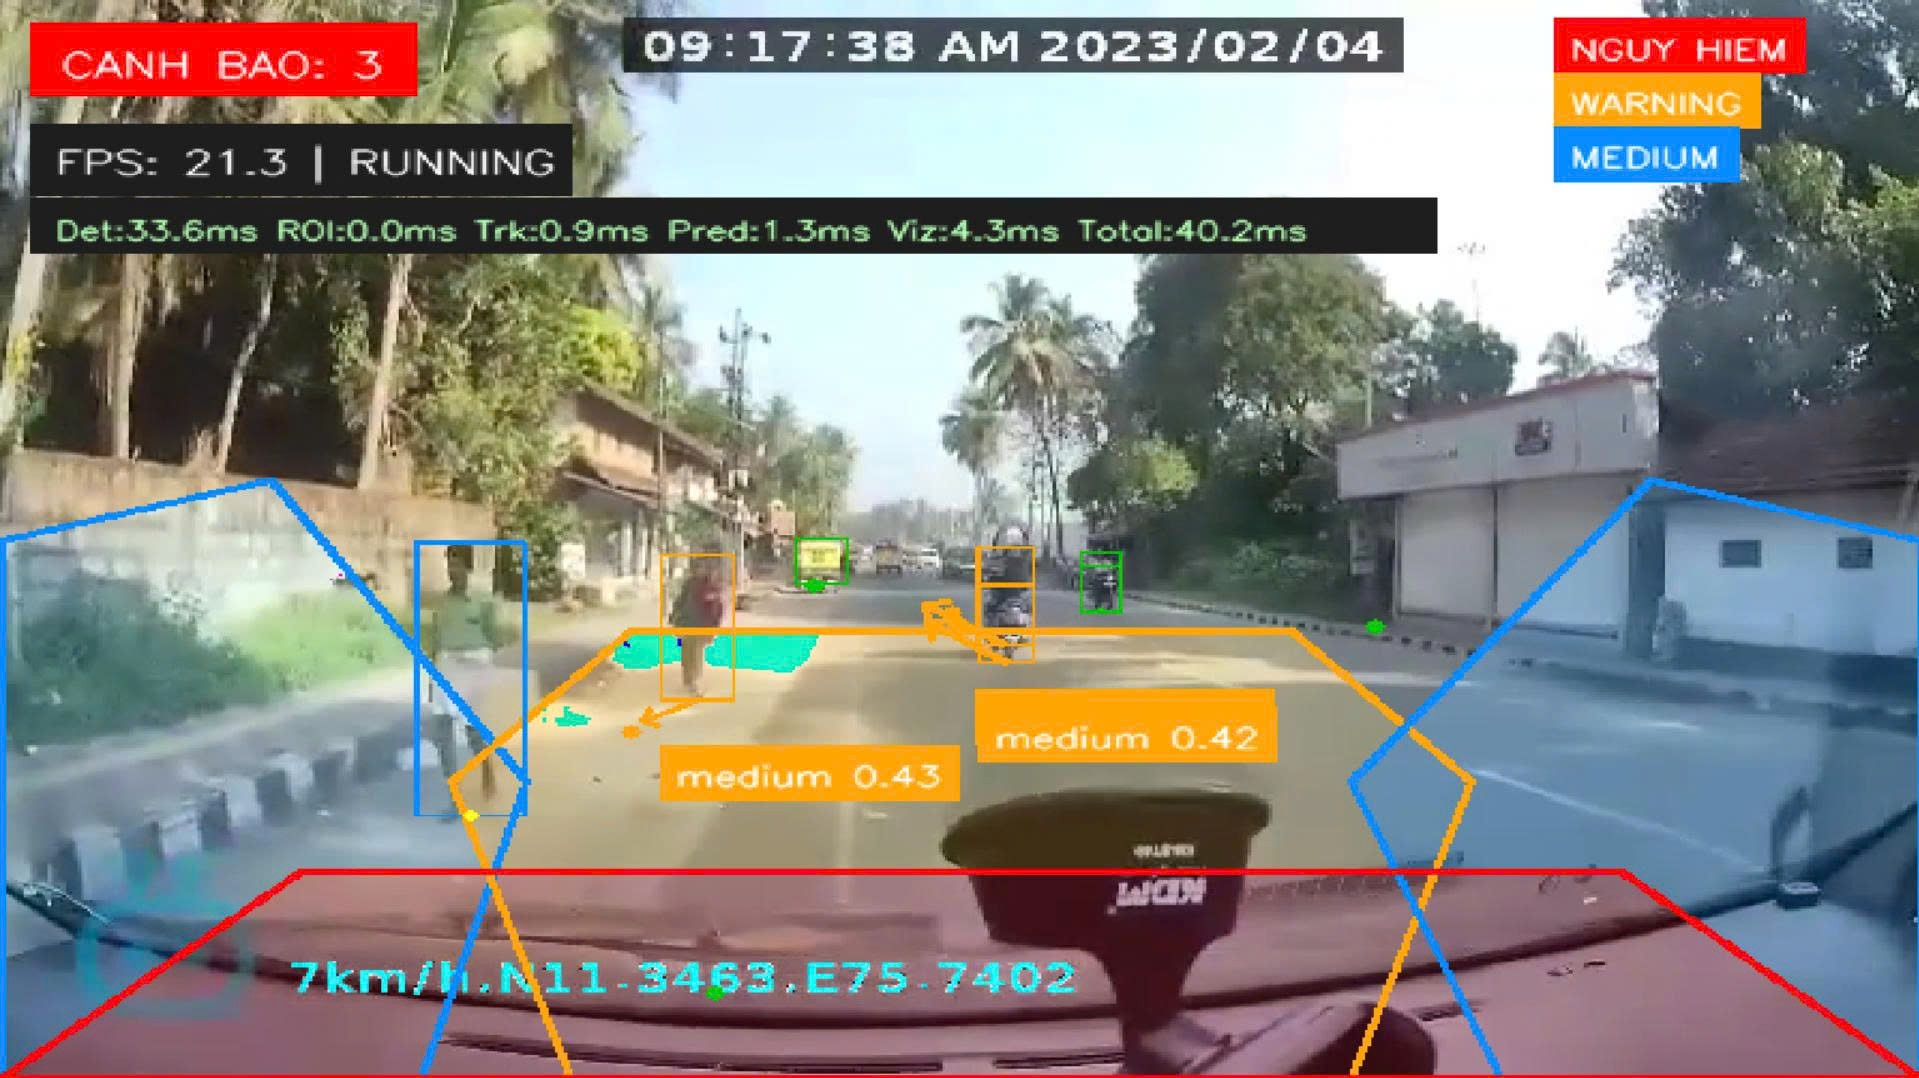 CANH BAO: 3
09:17:38 AM 2023/02/04
NGUY HIEM
WARNING
MEDIUM
FPS: 21.3 | RUNNING
Det:33.6ms ROI:0.0ms Trk:0.9ms Pred:1.3ms Viz:4.3ms Total:40.2ms
medium 0.42
medium 0.43
7km/h.N11.3463.E75.7402